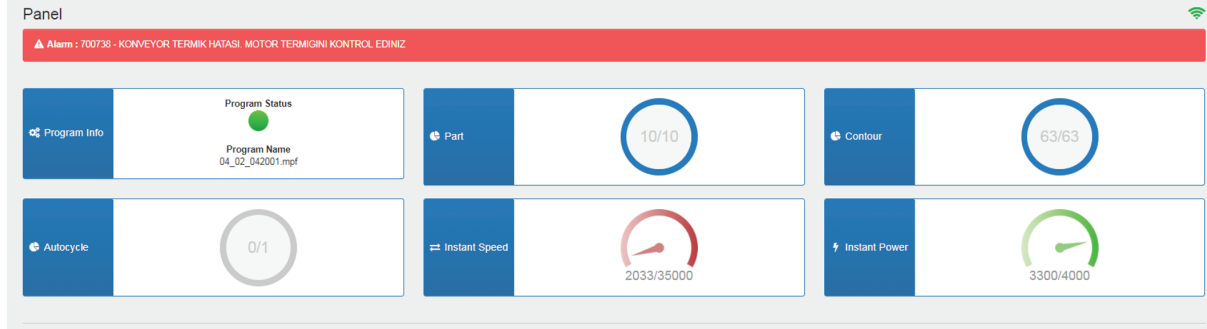 Panel
Alarm : 700738 - KONVEYOR TERMIK HATASI. MOTOR TERMIGINI KONTROL EDINIZ
Program Info
Program Status
Program Name
04_02_042001.mpf
Part
10/10
Contour
63/63
Autocycle
0/1
Instant Speed
2033/35000
Instant Power
3300/4000